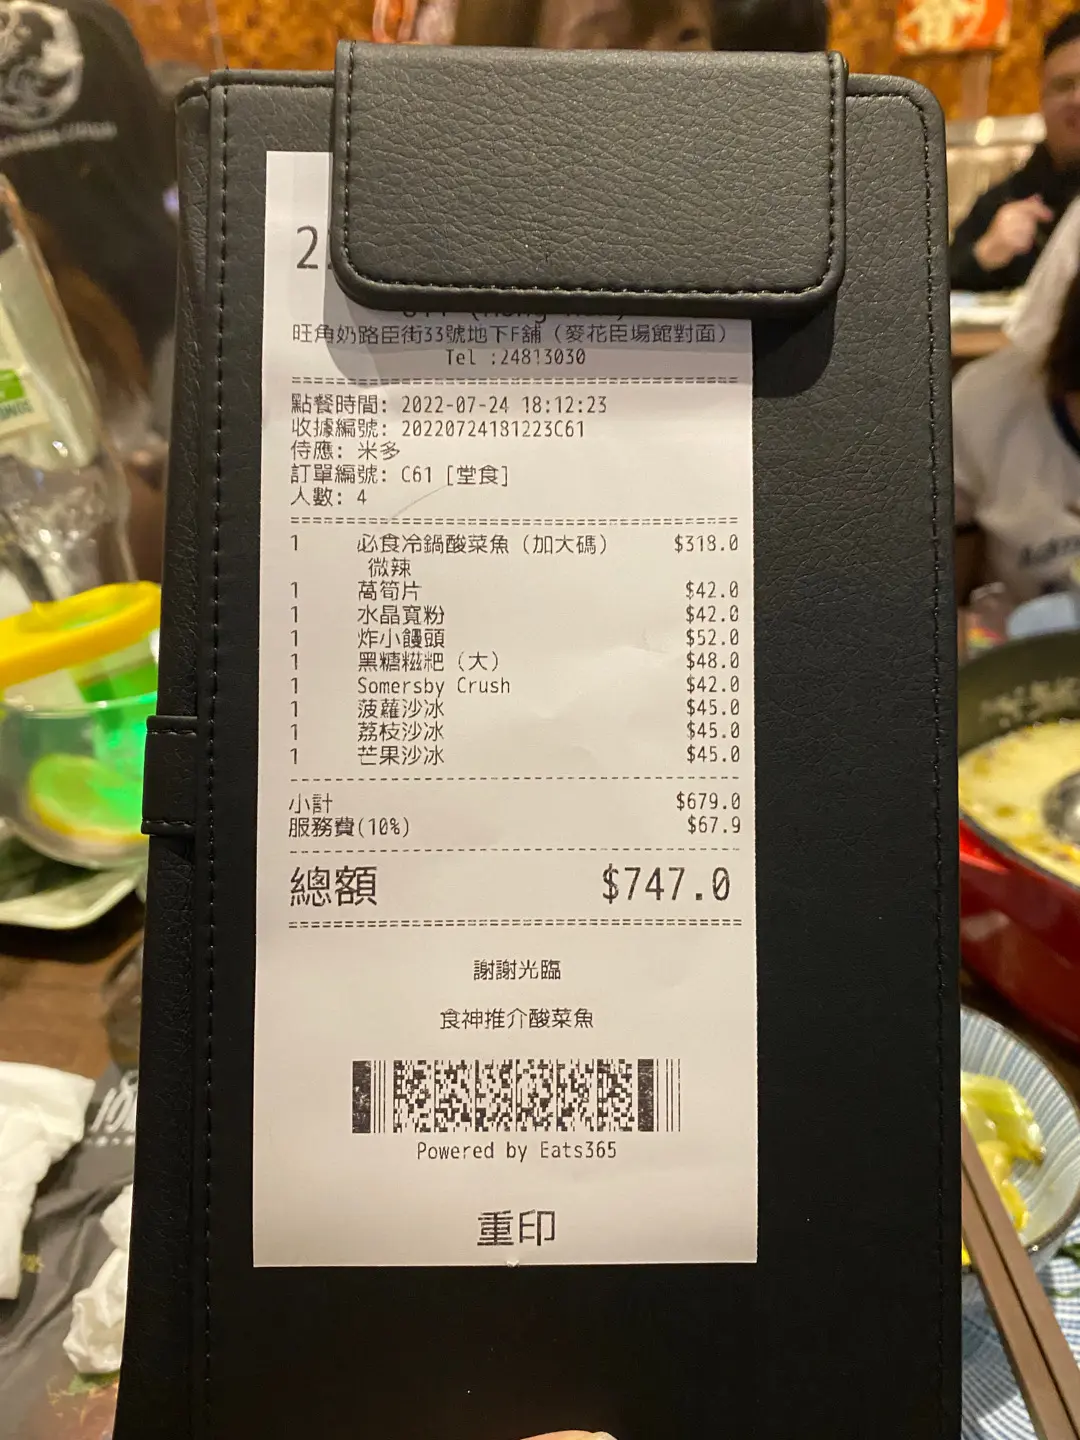 旺角奶路臣街33號地下F舖（麥花臣場館對面）
Tel :24813030
點餐時間: 2022-07-24 18:12:23
收據編號: 20220724181223C61
侍應: 米多
訂單編號: C61 [堂食]
人數: 4
1 必食冷鍋酸菜魚（加大碼） $318.0
微辣
1 萵筍片 $42.0
1 水晶寬粉 $42.0
1 炸小饅頭 $52.0
1 黑糖糍粑（大） $48.0
1 Somersby Crush $42.0
1 菠蘿沙冰 $45.0
1 荔枝沙冰 $45.0
1 芒果沙冰 $45.0
小計 $679.0
服務費(10%) $67.9
總額 $747.0
謝謝光臨
食神推介酸菜魚
Powered by Eats365
重印